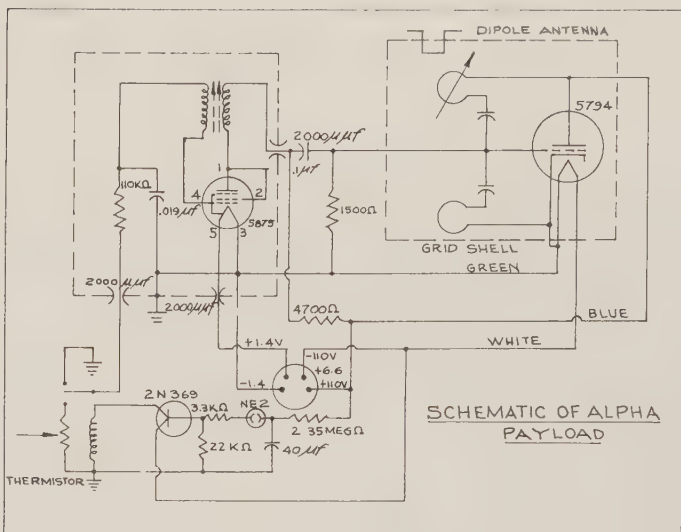 DIPOLE ANTENNA
5794
2000μμf
.1μf
1
110KΩ
.019μf
4
2
5875
5
3
1500Ω
GRID SHELL
GREEN
2000μμf
2000μμf
4700Ω
BLUE
WHITE
+1.4V
-110V
+6.6
-1.4
+110V
2N369
3.3KΩ
NE2
2 35MEGΩ
22KΩ
40μf
SCHEMATIC OF ALPHA
PAYLOAD
THERMISTOR